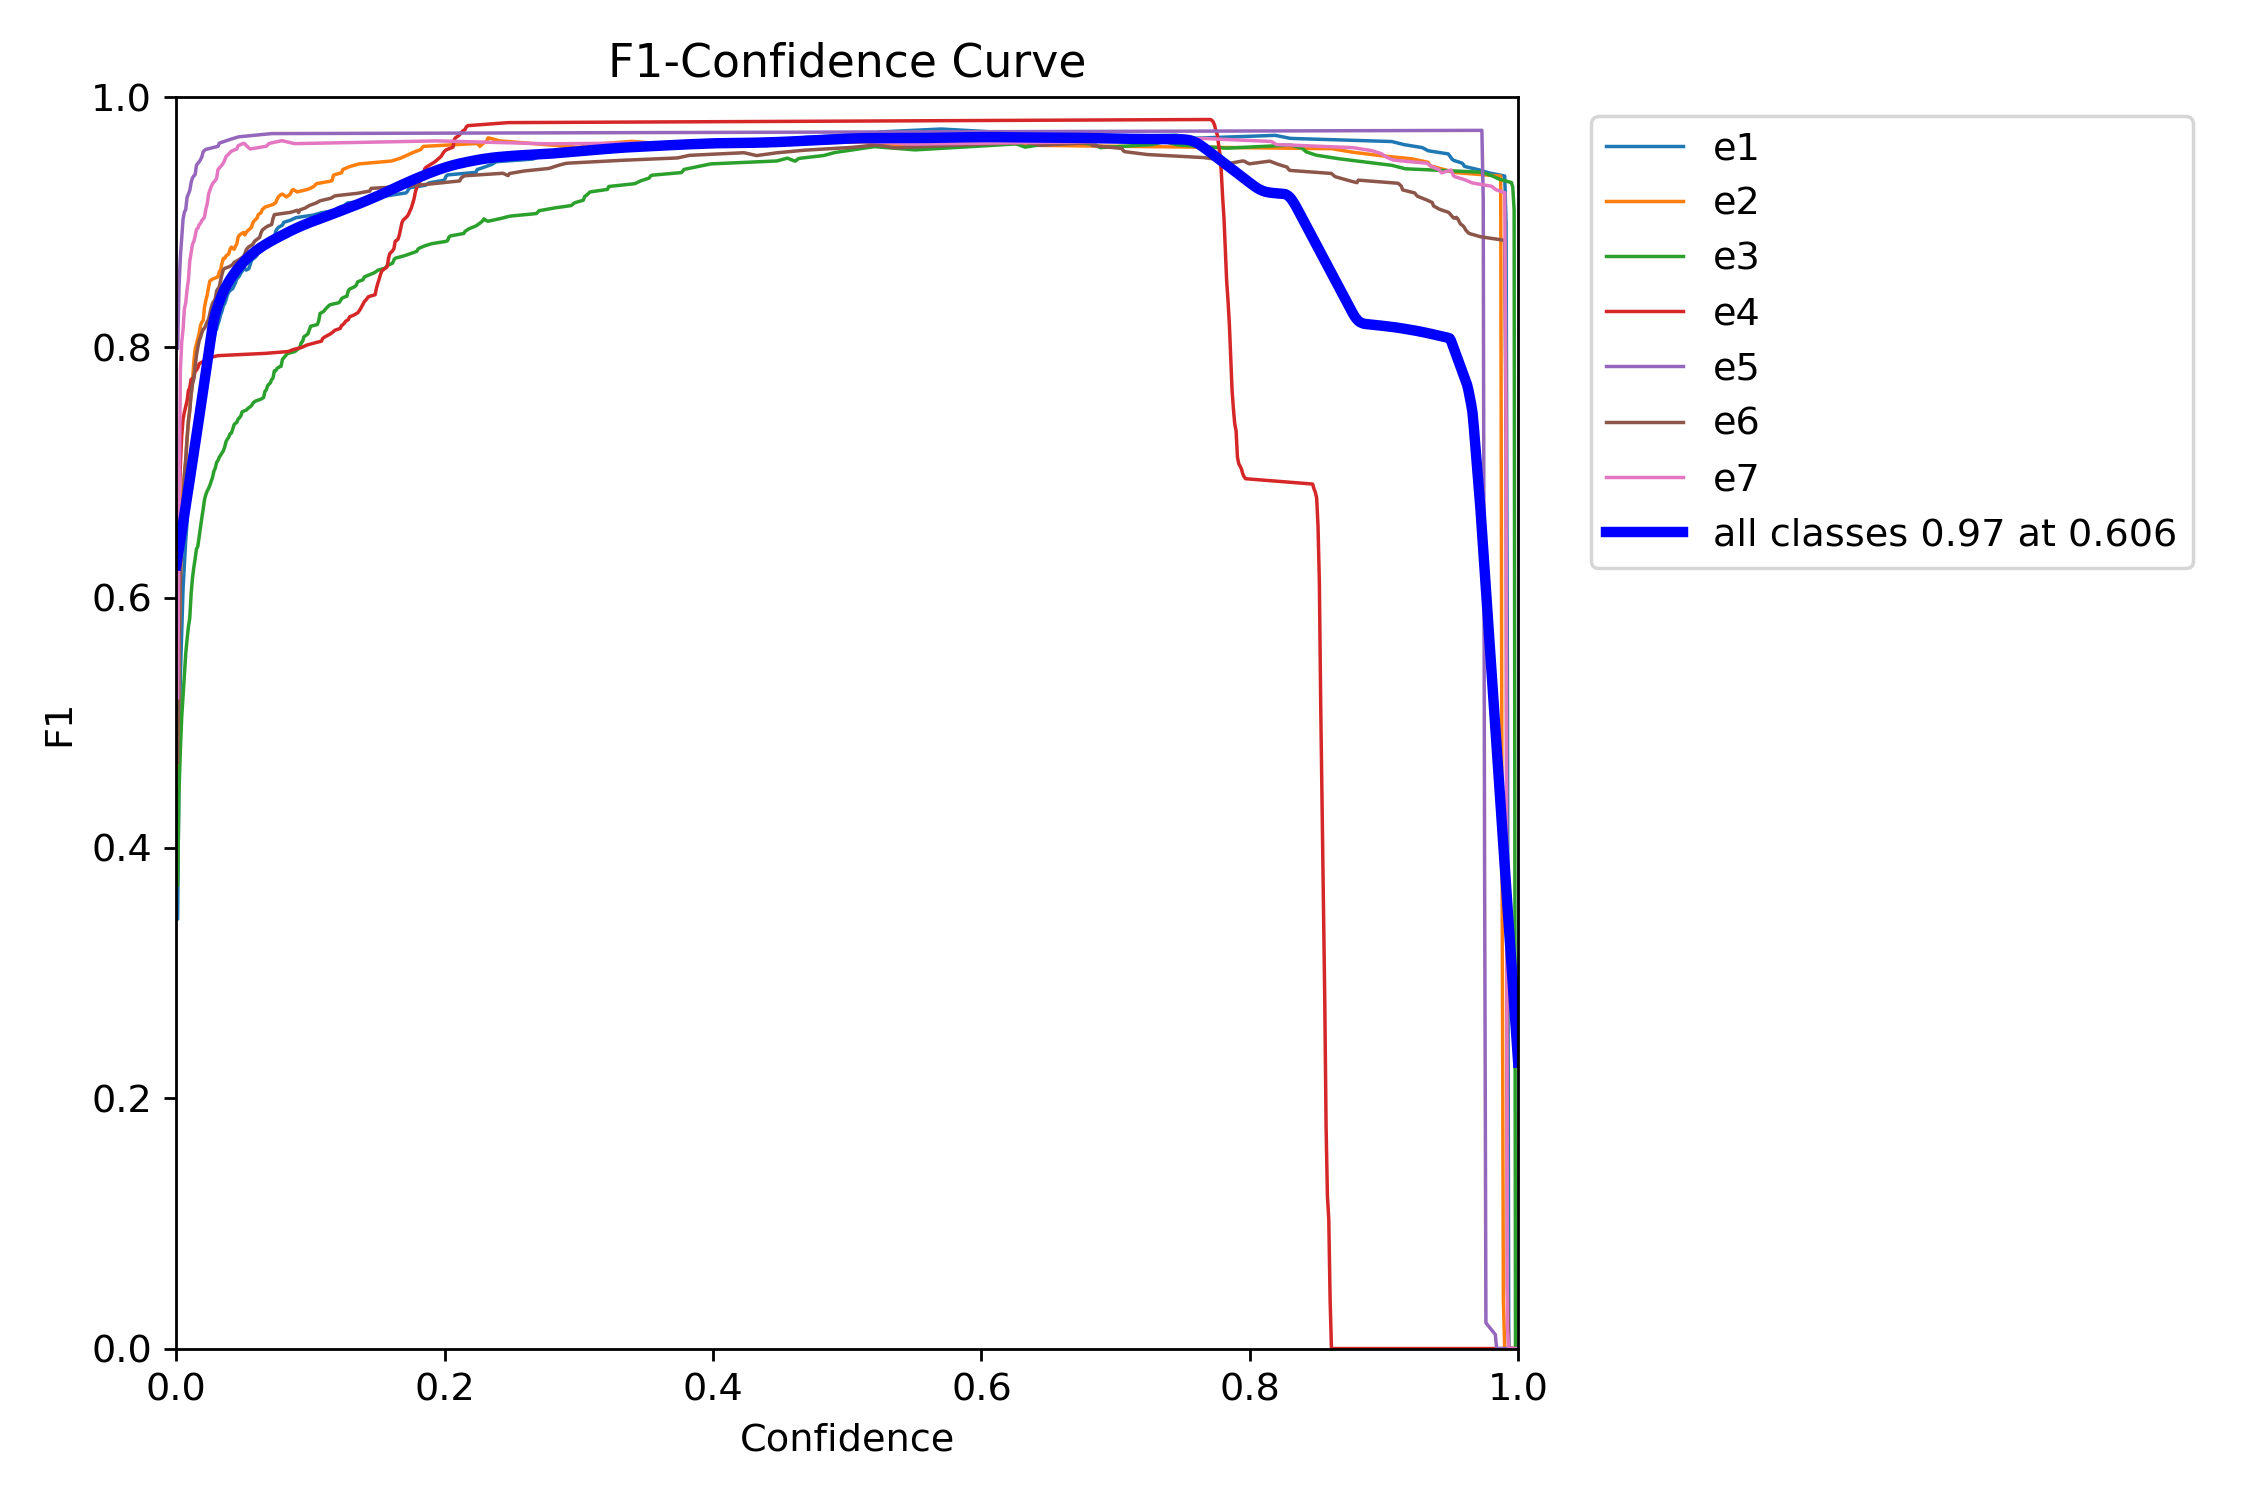 F1-Confidence Curve
1.0
0.8
0.6
0.4
0.2
0.0
F1
0.0 0.2 0.4 0.6 0.8 1.0
Confidence
e1
e2
e3
e4
e5
e6
e7
all classes 0.97 at 0.606